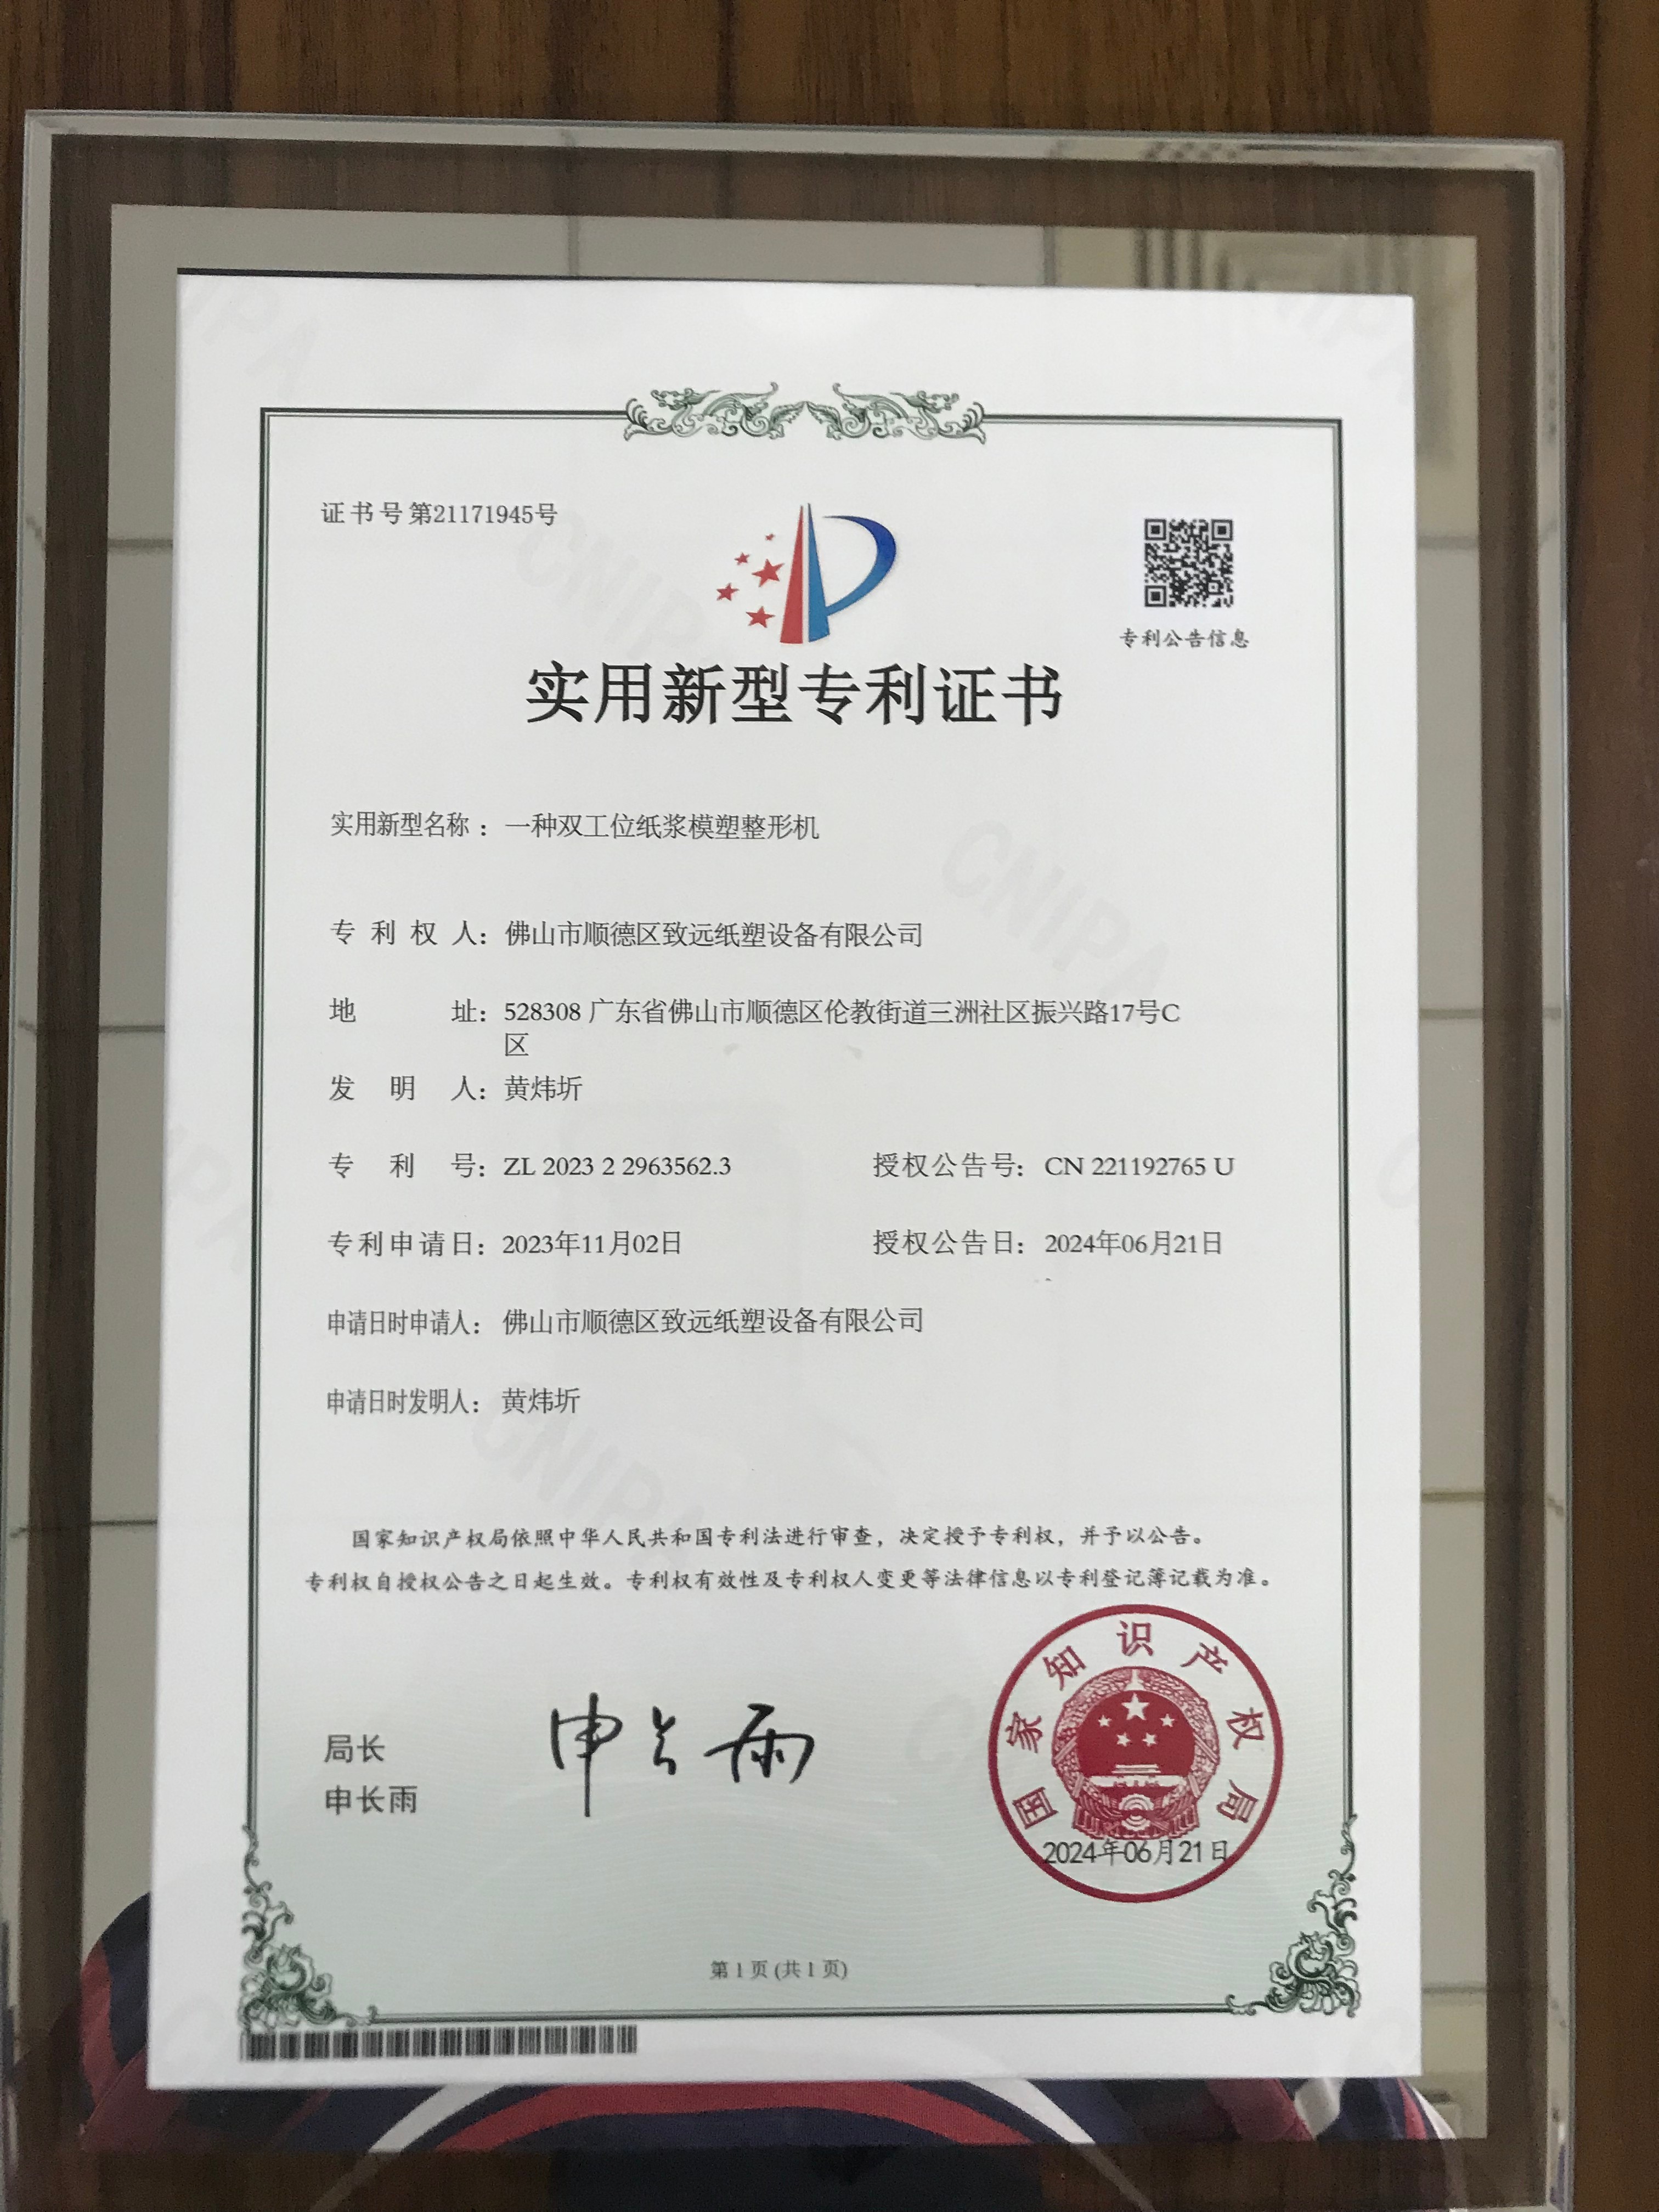 证书号第21171945号
专利公告信息
实用新型专利证书
实用新型名称：一种双工位纸浆模塑整形机
专利权人：佛山市顺德区致远纸塑设备有限公司
地址：528308 广东省佛山市顺德区伦教街道三洲社区振兴路17号C
区
发明人：黄炜圻
专利号：ZL 2023 2 2963562.3 授权公告号：CN 221192765 U
专利申请日：2023年11月02日 授权公告日：2024年06月21日
申请日时申请人：佛山市顺德区致远纸塑设备有限公司
申请日时发明人：黄炜圻
国家知识产权局依照中华人民共和国专利法进行审查，决定授予专利权，并予以公告。
专利权自授权公告之日起生效。专利权有效性及专利权人变更等法律信息以专利登记簿记载为准。
局长
申长雨
申长雨
国家知识产权局
2024年06月21日
第1页(共1页)
CNIPA
CNIPA
CNIPA